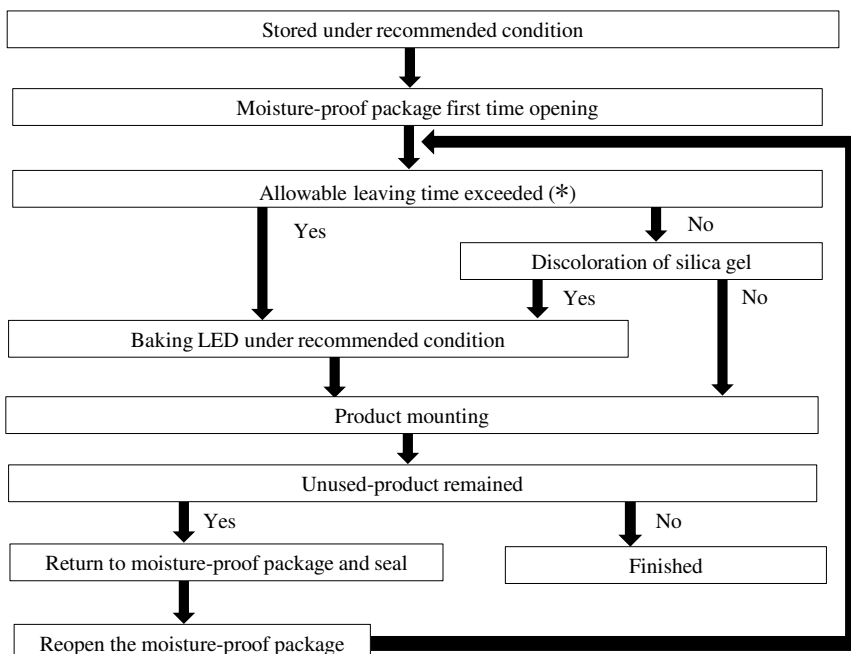 Stored under recommended condition
Moisture-proof package first time opening
Allowable leaving time exceeded (*)
Yes
No
Discoloration of silica gel
Yes
No
Baking LED under recommended condition
Product mounting
Unused-product remained
Yes
No
Return to moisture-proof package and seal
Finished
Reopen the moisture-proof package